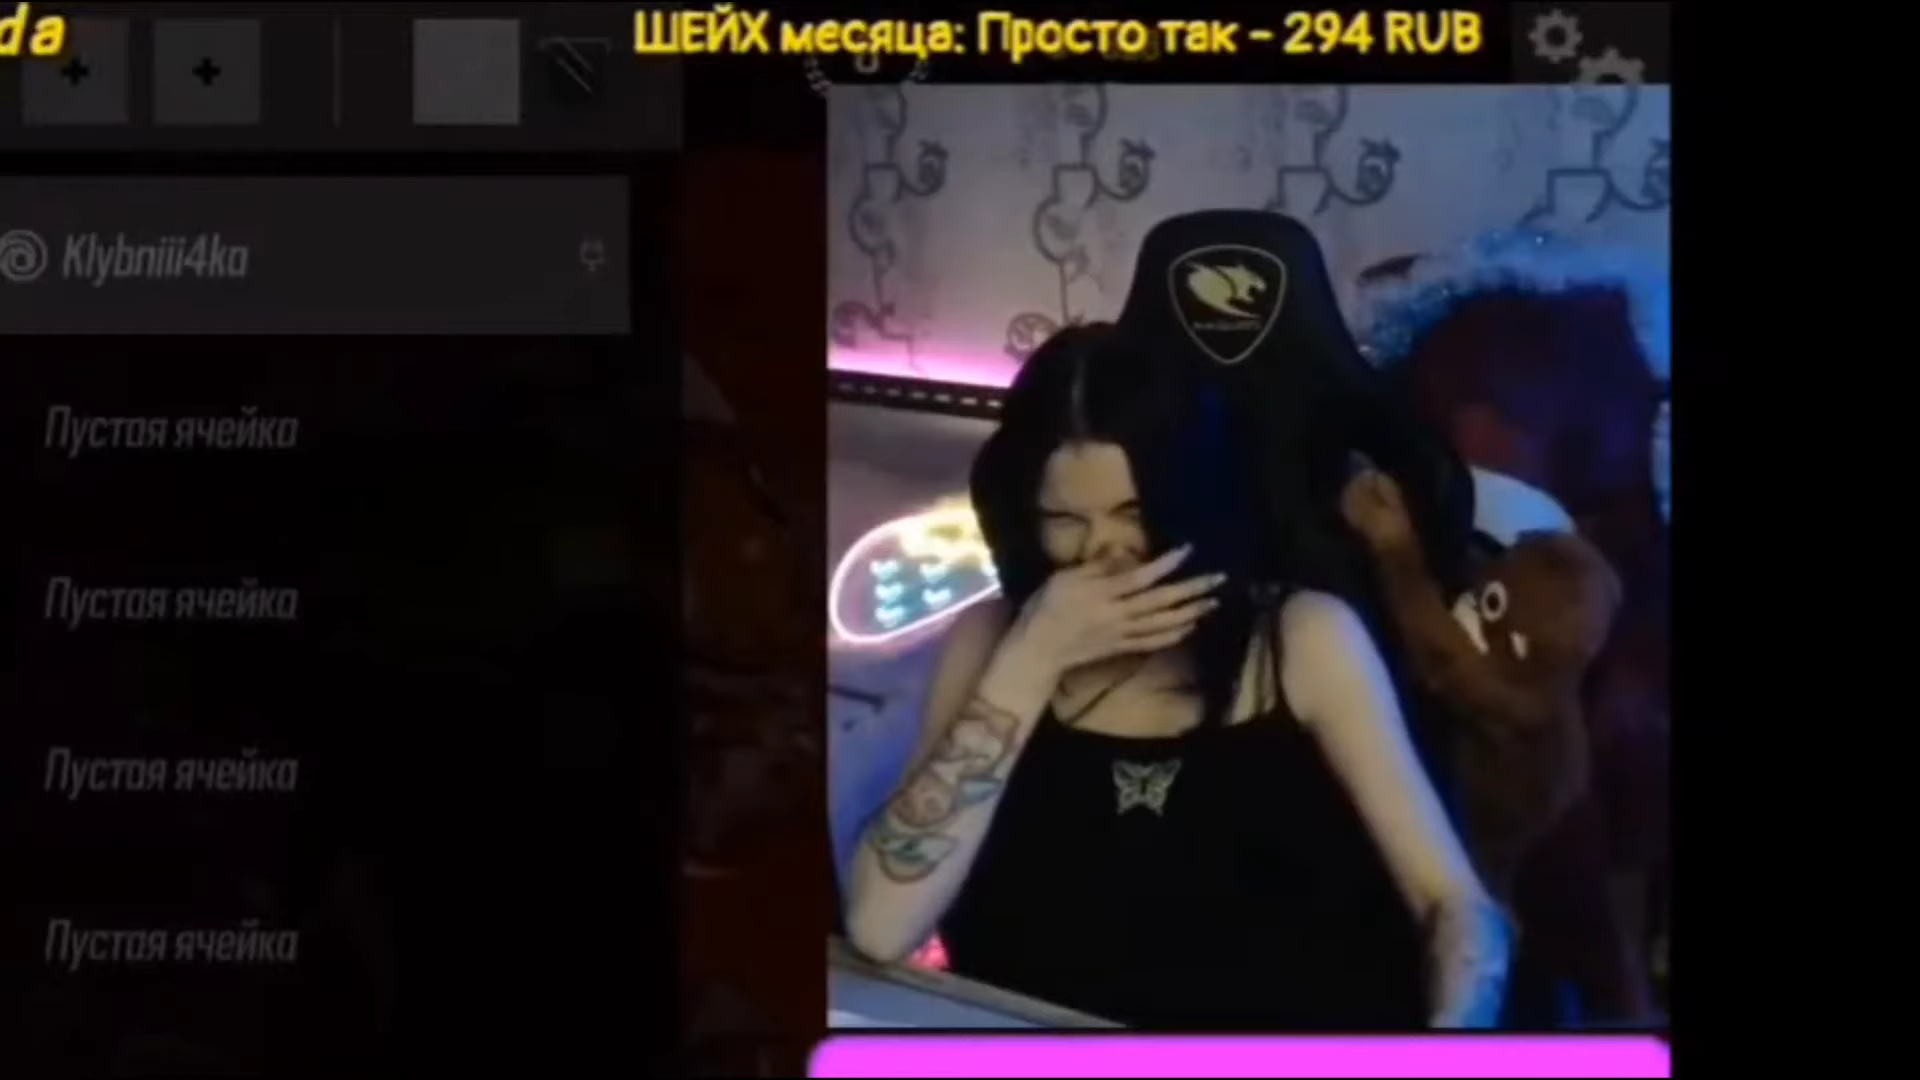 da
ШЕЙХ месяца: Просто так - 294 RUB
Klybniii4ka
Пустая ячейка
Пустая ячейка
Пустая ячейка
Пустая ячейка